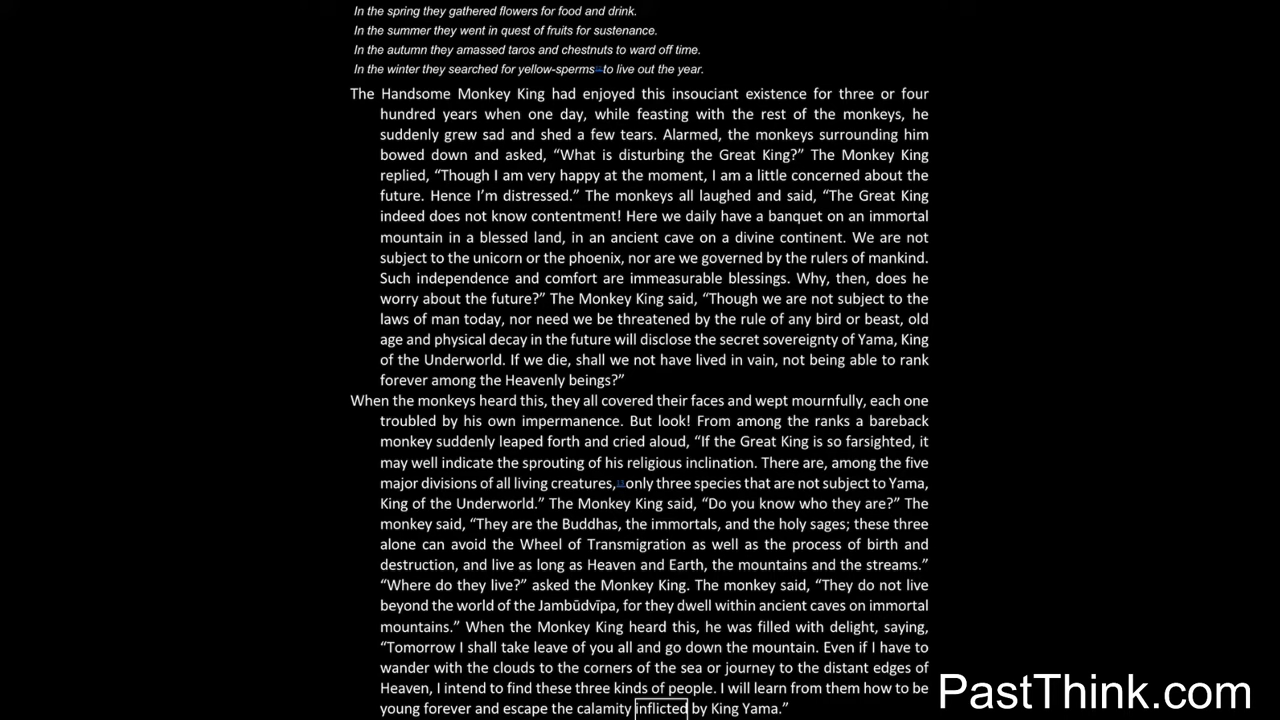 In the spring they gathered flowers for food and drink.
In the summer they went in quest of fruits for sustenance.
In the autumn they amassed taros and chestnuts to ward off time.
In the winter they searched for yellow-sperms to live out the year.
The Handsome Monkey King had enjoyed this insouciant existence for three or four
hundred years when one day, while feasting with the rest of the monkeys, he
suddenly grew sad and shed a few tears. Alarmed, the monkeys surrounding him
bowed down and asked, “What is disturbing the Great King?” The Monkey King
replied, “Though I am very happy at the moment, I am a little concerned about the
future. Hence I’m distressed.” The monkeys all laughed and said, “The Great King
indeed does not know contentment! Here we daily have a banquet on an immortal
mountain in a blessed land, in an ancient cave on a divine continent. We are not
subject to the unicorn or the phoenix, nor are we governed by the rulers of mankind.
Such independence and comfort are immeasurable blessings. Why, then, does he
worry about the future?” The Monkey King said, “Though we are not subject to the
laws of man today, nor need we be threatened by the rule of any bird or beast, old
age and physical decay in the future will disclose the secret sovereignty of Yama, King
of the Underworld. If we die, shall we not have lived in vain, not being able to rank
forever among the Heavenly beings?”
When the monkeys heard this, they all covered their faces and wept mournfully, each one
troubled by his own impermanence. But look! From among the ranks a bareback
monkey suddenly leaped forth and cried aloud, “If the Great King is so farsighted, it
may well indicate the sprouting of his religious inclination. There are, among the five
major divisions of all living creatures,13 only three species that are not subject to Yama,
King of the Underworld.” The Monkey King said, “Do you know who they are?” The
monkey said, “They are the Buddhas, the immortals, and the holy sages; these three
alone can avoid the Wheel of Transmigration as well as the process of birth and
destruction, and live as long as Heaven and Earth, the mountains and the streams.”
“Where do they live?” asked the Monkey King. The monkey said, “They do not live
beyond the world of the Jambūdvīpa, for they dwell within ancient caves on immortal
mountains.” When the Monkey King heard this, he was filled with delight, saying,
“Tomorrow I shall take leave of you all and go down the mountain. Even if I have to
wander with the clouds to the corners of the sea or journey to the distant edges of
Heaven, I intend to find these three kinds of people. I will learn from them how to be
young forever and escape the calamity inflicted by King Yama.”
PastThink.com